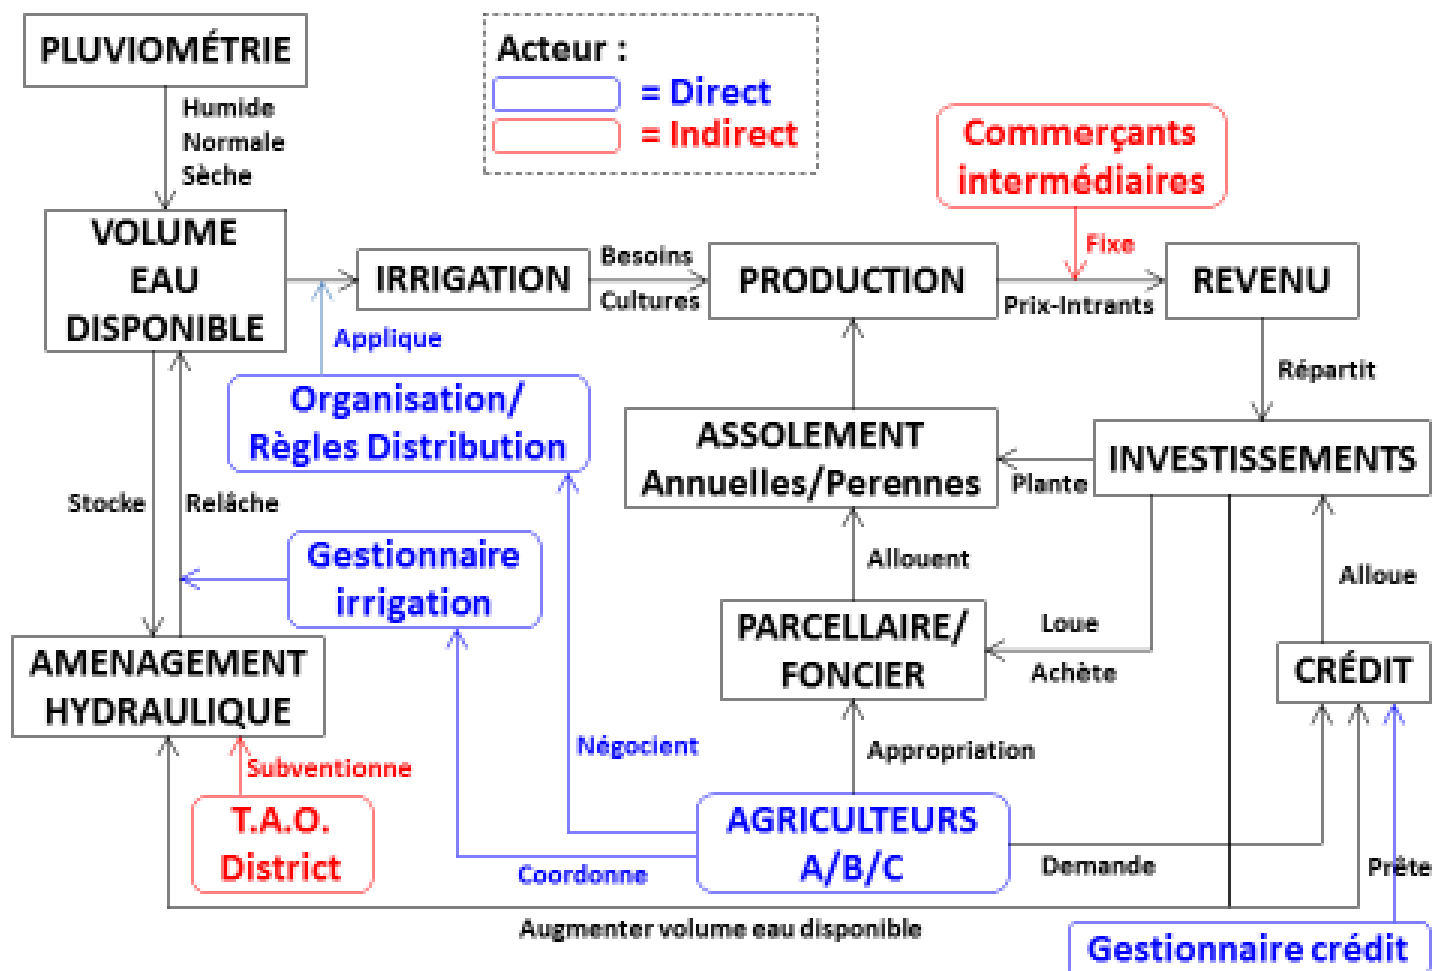 PLUVIOMÉTRIE
Acteur :
= Direct
= Indirect
Humide
Normale
Sèche
Commerçants
intermédiaires
Fixe
VOLUME
EAU
DISPONIBLE
IRRIGATION
Besoins
Cultures
PRODUCTION
Prix-Intrants
REVENU
Applique
Répartit
Organisation/
Règles Distribution
ASSOLEMENT
Annuelles/Perennes
Plante
INVESTISSEMENTS
Stocke
Relâche
Gestionnaire
irrigation
Allouent
Alloue
PARCELLAIRE/
FONCIER
Loue
Achète
CRÉDIT
AMENAGEMENT
HYDRAULIQUE
Négocient
Appropriation
Subventionne
T.A.O.
District
AGRICULTEURS
A/B/C
Coordonne
Demande
Prête
Augmenter volume eau disponible
Gestionnaire crédit